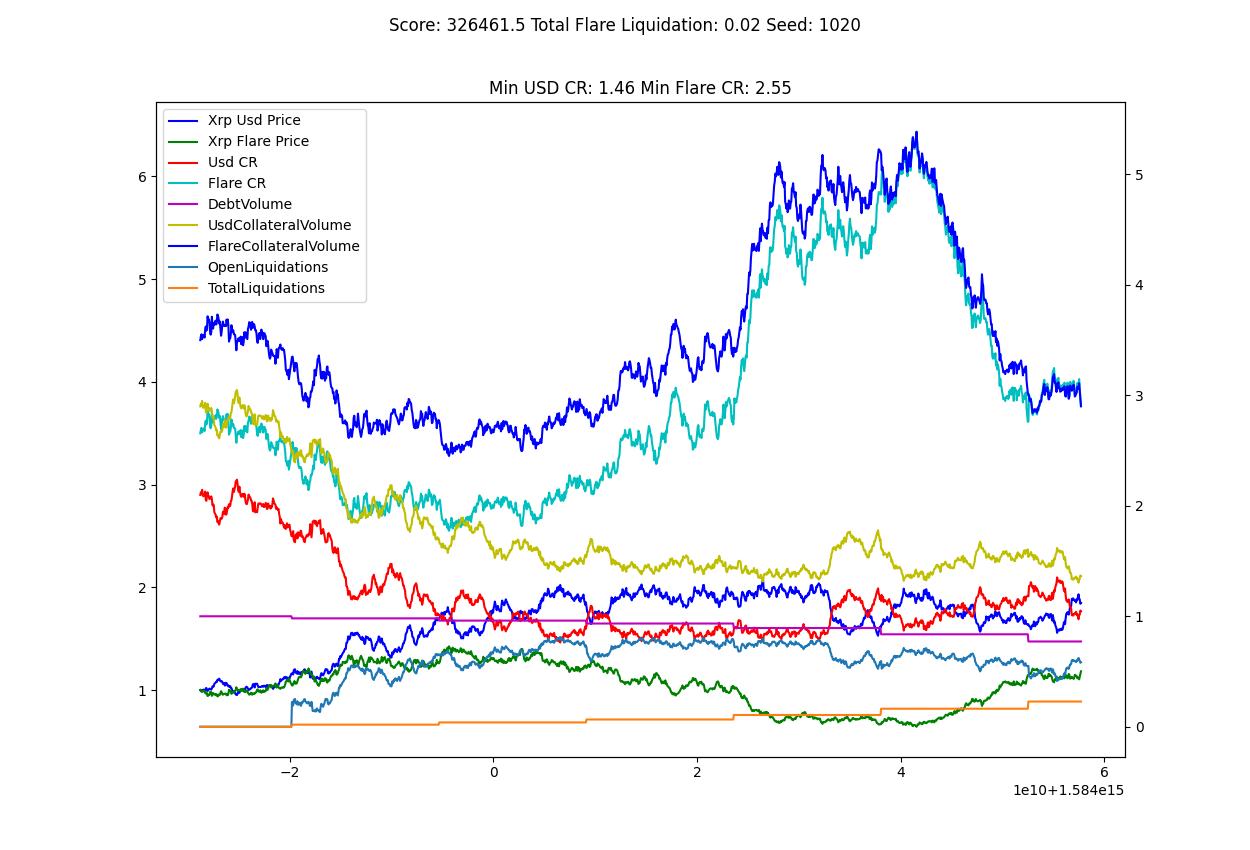 Score: 326461.5 Total Flare Liquidation: 0.02 Seed: 1020
Min USD CR: 1.46 Min Flare CR: 2.55
Xrp Usd Price
Xrp Flare Price
Usd CR
Flare CR
DebtVolume
UsdCollateralVolume
FlareCollateralVolume
OpenLiquidations
TotalLiquidations
6
5
4
3
2
1
5
4
3
2
1
0
−2
0
2
4
6
1e10+1.584e15